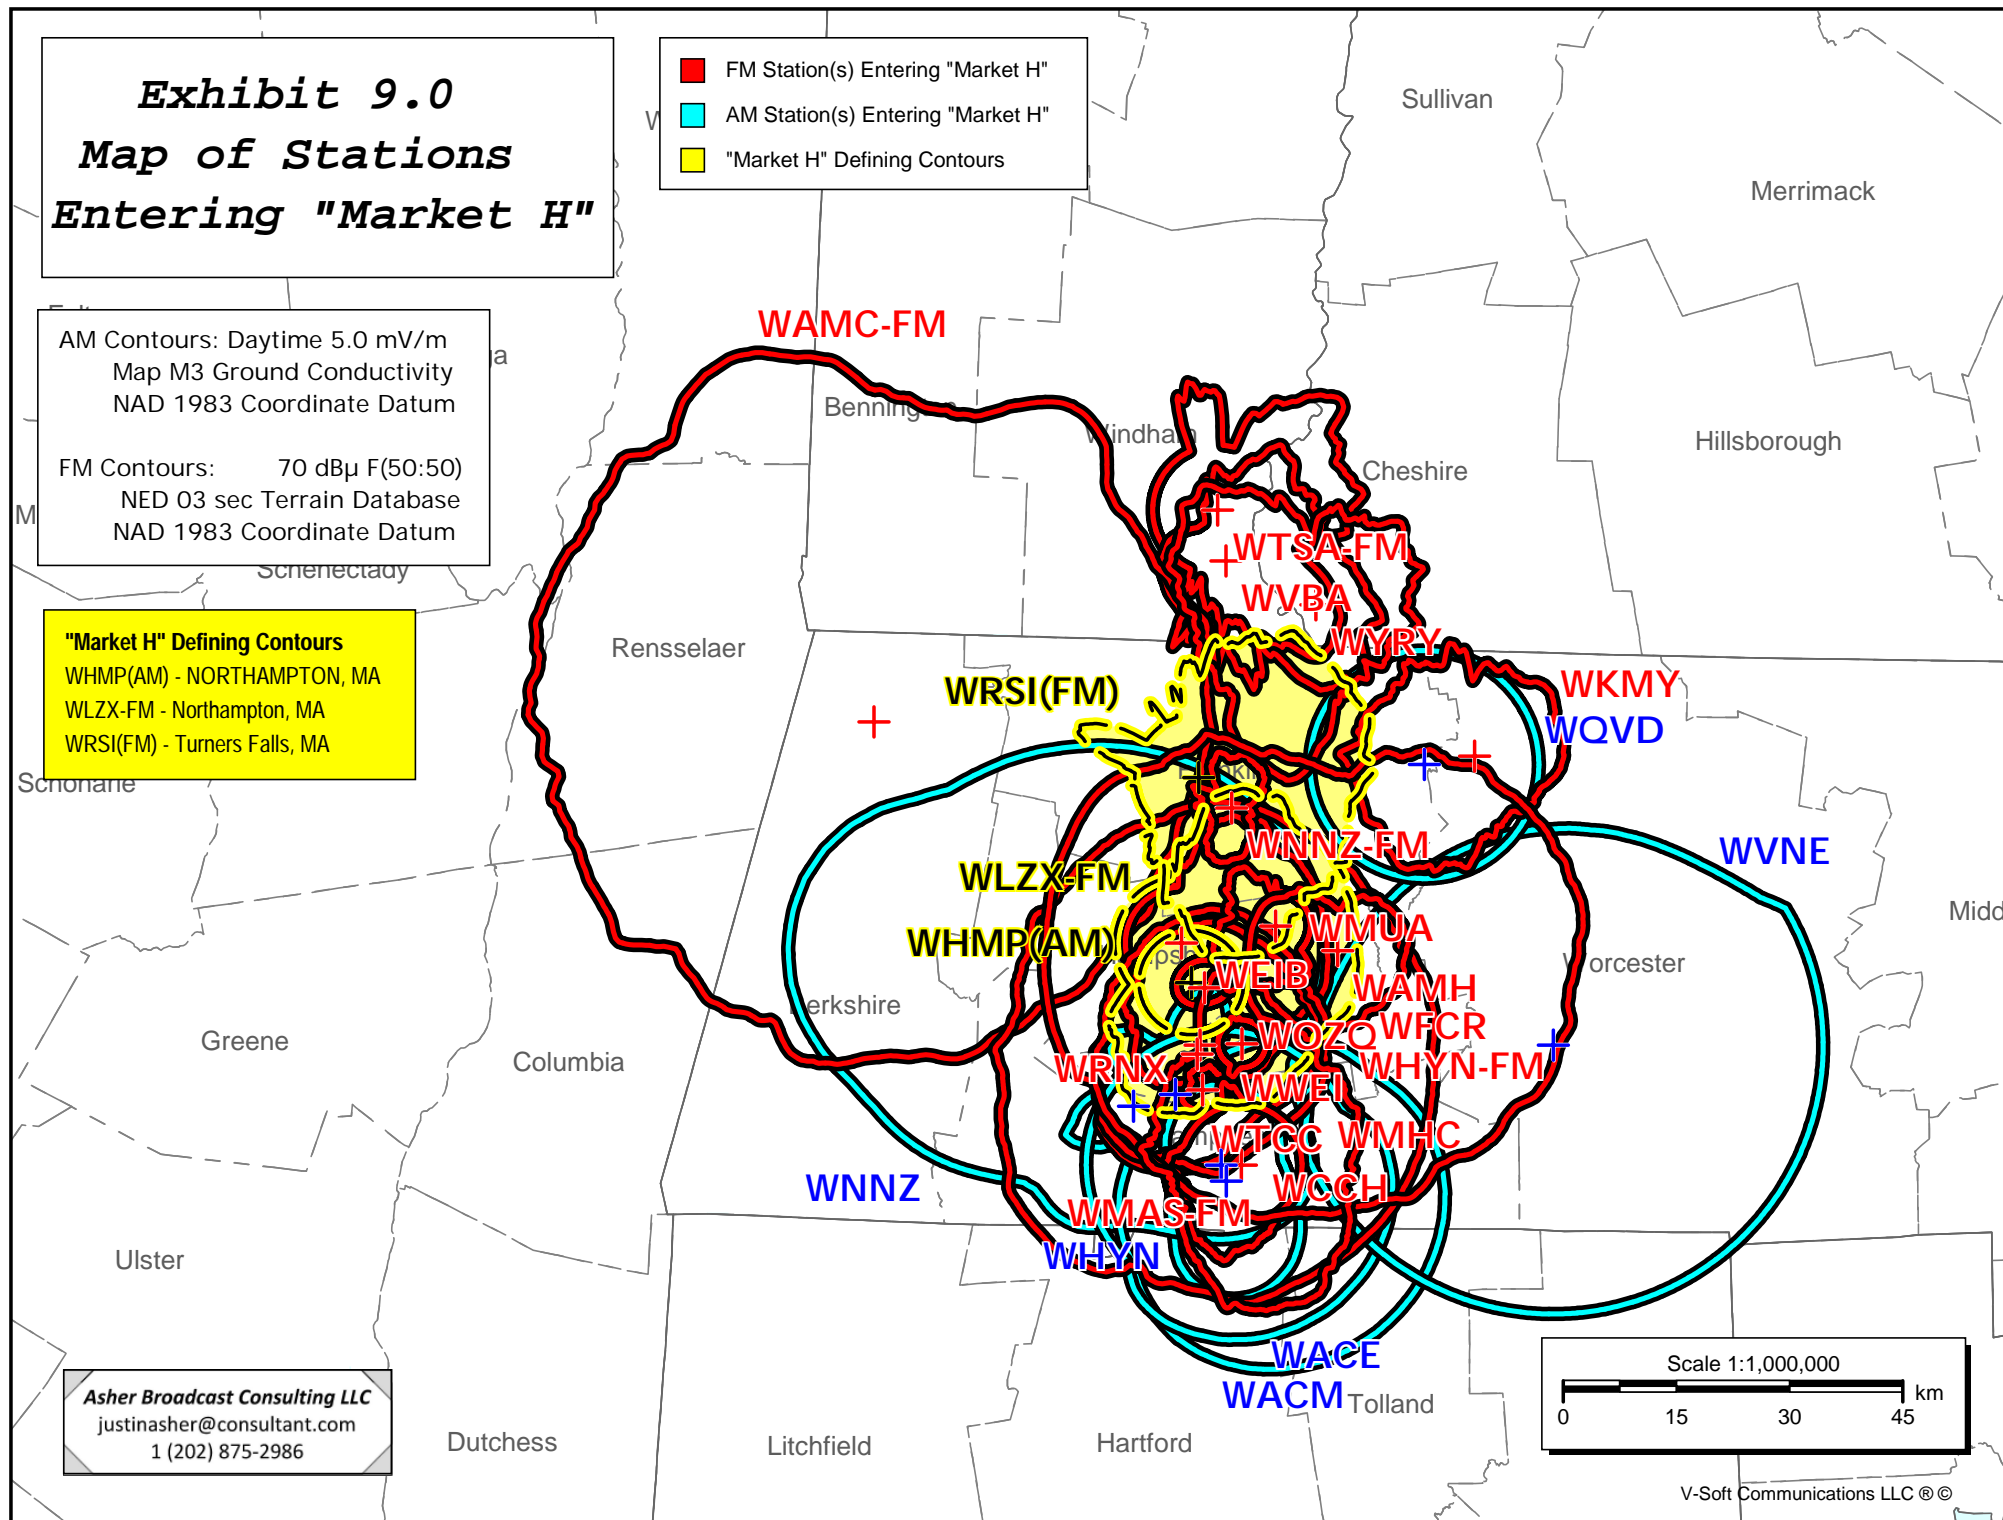 Exhibit 9.0
Map of Stations
Entering "Market H"
FM Station(s) Entering "Market H"
AM Station(s) Entering "Market H"
"Market H" Defining Contours
AM Contours: Daytime 5.0 mV/m
Map M3 Ground Conductivity
NAD 1983 Coordinate Datum
FM Contours: 70 dBµ F(50:50)
NED 03 sec Terrain Database
NAD 1983 Coordinate Datum
"Market H" Defining Contours
WHMP(AM) - NORTHAMPTON, MA
WLZX-FM - Northampton, MA
WRSI(FM) - Turners Falls, MA
Sullivan
Merrimack
WAMC-FM
Bennington
Windham
Cheshire
Hillsborough
Schenectady
WTSA-FM
WVBA
WYRY
Rensselaer
WRSI(FM)
WKMY
WQVD
Schoharie
WNNZ-FM
WVNE
WLZX-FM
WMUA
WHMP(AM)
WEIB
Worcester
WAMH
Berkshire
WOZQ
WFCR
Greene
Columbia
WRNX
WHYN-FM
WWEI
WTCC
WMHC
WNNZ
WCCH
WMAS-FM
WHYN
Ulster
WACE
WACM
Tolland
Dutchess
Litchfield
Hartford
Scale 1:1,000,000
km
0 15 30 45
Asher Broadcast Consulting LLC
justinasher@consultant.com
1 (202) 875-2986
V-Soft Communications LLC ® ©